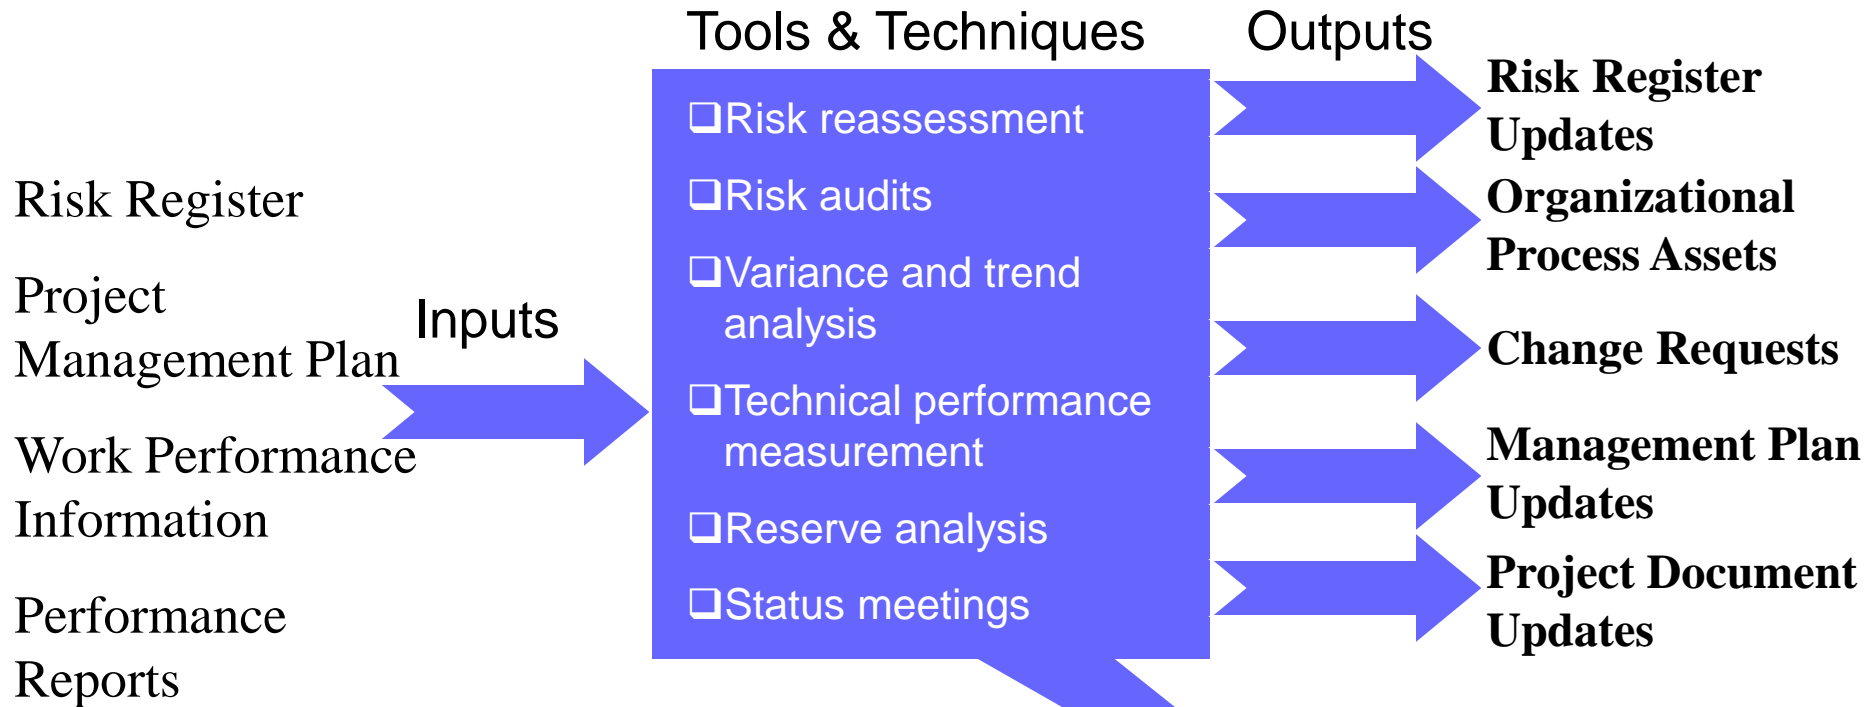 Tools & Techniques
Outputs
Inputs
Risk Register
Project
Management Plan
Work Performance
Information
Performance
Reports
❑Risk reassessment
❑Risk audits
❑Variance and trend
analysis
❑Technical performance
measurement
❑Reserve analysis
❑Status meetings
Risk Register
Updates
Organizational
Process Assets
Change Requests
Management Plan
Updates
Project Document
Updates